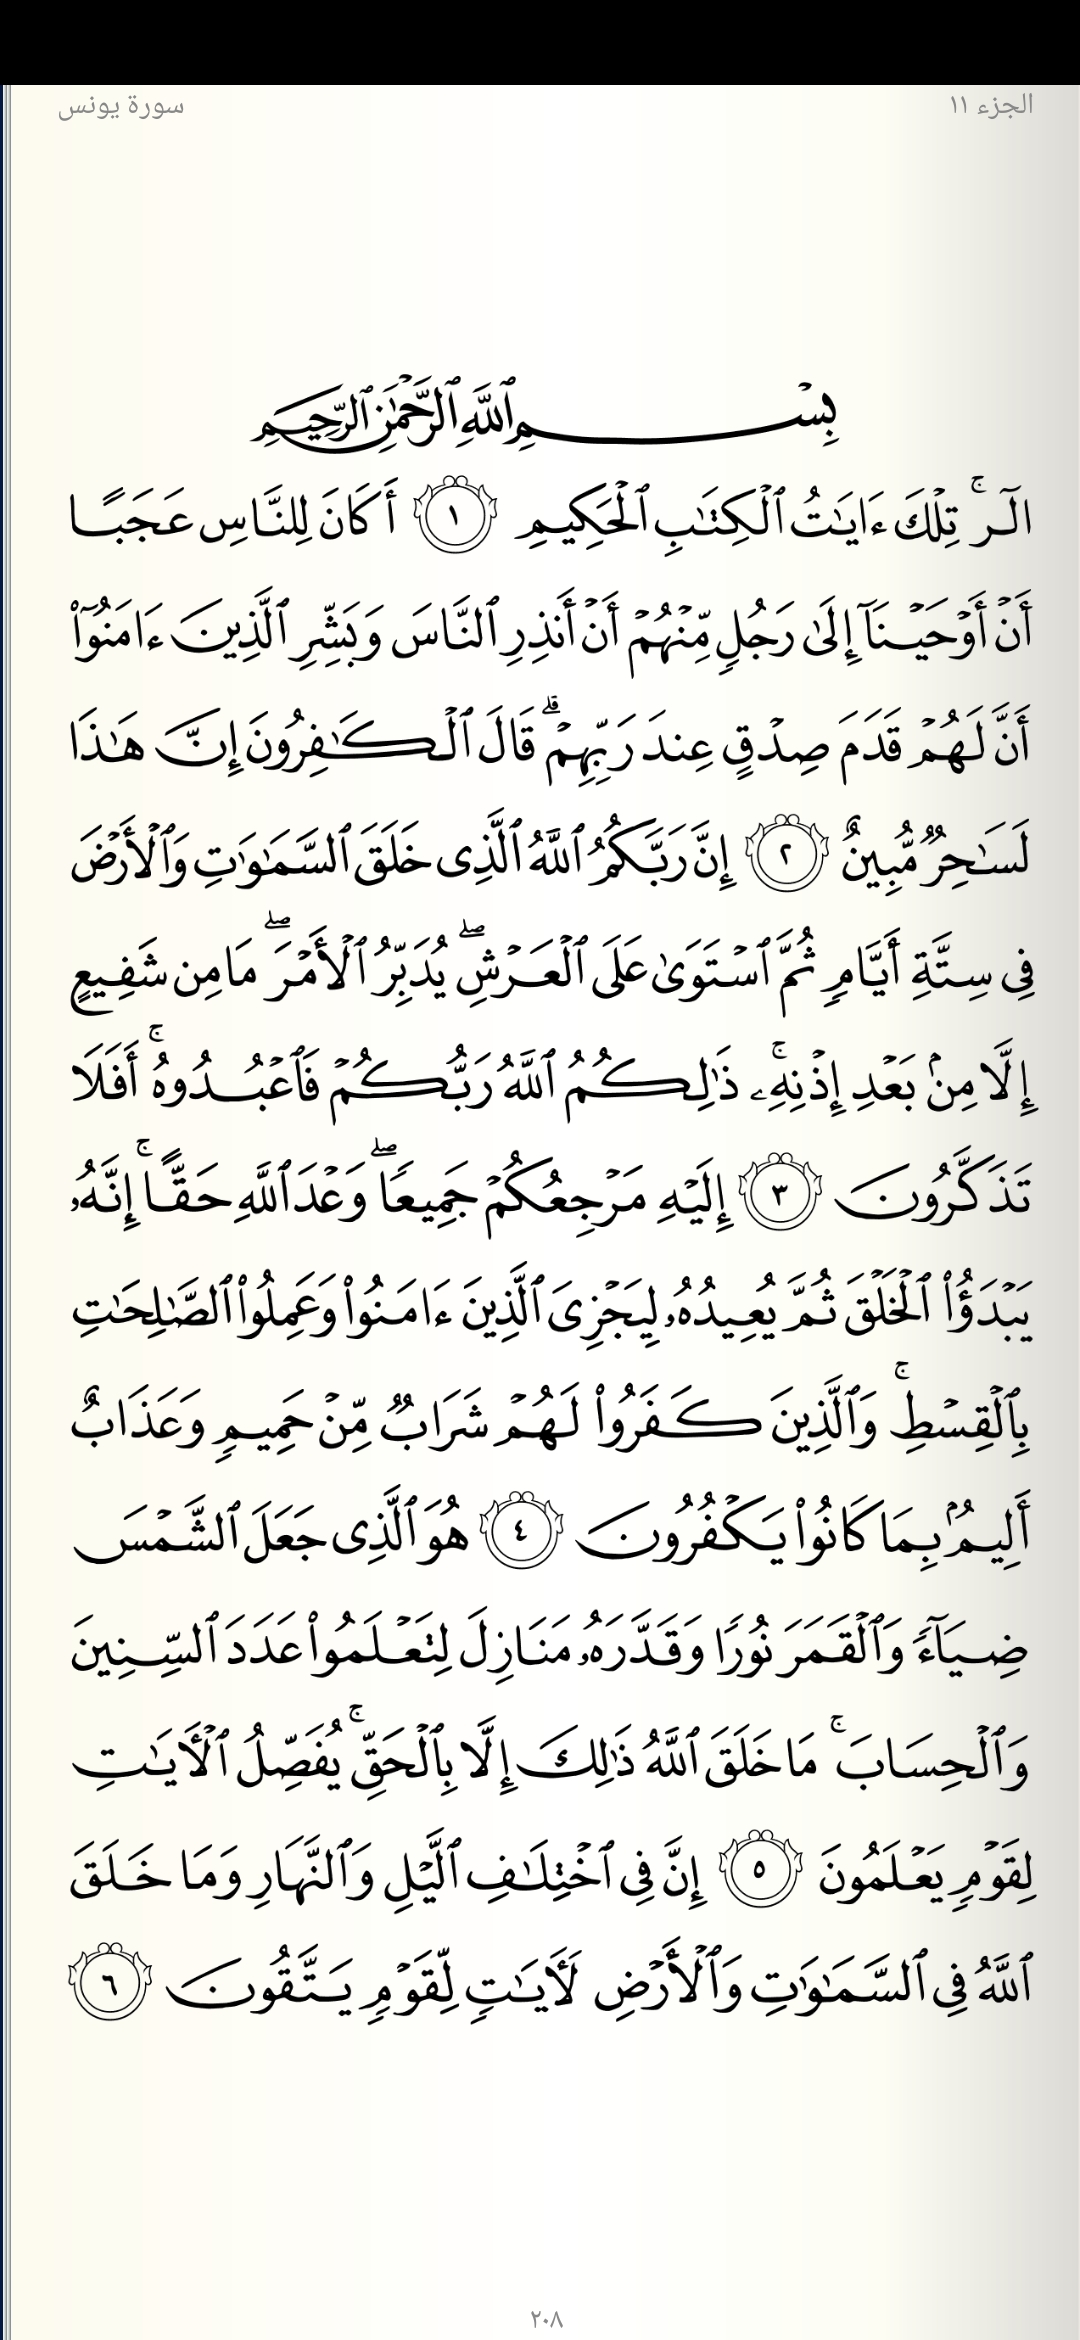 الجزء ١١
سورة يونس
بِسۡمِ ٱللَّهِ ٱلرَّحۡمَٰنِ ٱلرَّحِيمِ
الٓرۚ تِلۡكَ ءَايَٰتُ ٱلۡكِتَٰبِ ٱلۡحَكِيمِ ١ أَكَانَ لِلنَّاسِ عَجَبًا
أَنۡ أَوۡحَيۡنَآ إِلَىٰ رَجُلٖ مِّنۡهُمۡ أَنۡ أَنذِرِ ٱلنَّاسَ وَبَشِّرِ ٱلَّذِينَ ءَامَنُوٓاْ
أَنَّ لَهُمۡ قَدَمَ صِدۡقٍ عِندَ رَبِّهِمۡۗ قَالَ ٱلۡكَٰفِرُونَ إِنَّ هَٰذَا
لَسَٰحِرٞ مُّبِينٌ ٢ إِنَّ رَبَّكُمُ ٱللَّهُ ٱلَّذِي خَلَقَ ٱلسَّمَٰوَٰتِ وَٱلۡأَرۡضَ
فِي سِتَّةِ أَيَّامٖ ثُمَّ ٱسۡتَوَىٰ عَلَى ٱلۡعَرۡشِۖ يُدَبِّرُ ٱلۡأَمۡرَۖ مَا مِن شَفِيعٍ
إِلَّا مِنۢ بَعۡدِ إِذۡنِهِۦۚ ذَٰلِكُمُ ٱللَّهُ رَبُّكُمۡ فَٱعۡبُدُوهُۚ أَفَلَا
تَذَكَّرُونَ ٣ إِلَيۡهِ مَرۡجِعُكُمۡ جَمِيعٗاۖ وَعۡدَ ٱللَّهِ حَقًّاۚ إِنَّهُۥ
يَبۡدَؤُاْ ٱلۡخَلۡقَ ثُمَّ يُعِيدُهُۥ لِيَجۡزِيَ ٱلَّذِينَ ءَامَنُواْ وَعَمِلُواْ ٱلصَّٰلِحَٰتِ
بِٱلۡقِسۡطِۚ وَٱلَّذِينَ كَفَرُواْ لَهُمۡ شَرَابٞ مِّنۡ حَمِيمٖ وَعَذَابٌ
أَلِيمُۢ بِمَا كَانُواْ يَكۡفُرُونَ ٤ هُوَ ٱلَّذِي جَعَلَ ٱلشَّمۡسَ
ضِيَآءٗ وَٱلۡقَمَرَ نُورٗا وَقَدَّرَهُۥ مَنَازِلَ لِتَعۡلَمُواْ عَدَدَ ٱلسِّنِينَ
وَٱلۡحِسَابَۚ مَا خَلَقَ ٱللَّهُ ذَٰلِكَ إِلَّا بِٱلۡحَقِّۚ يُفَصِّلُ ٱلۡأٓيَٰتِ
لِقَوۡمٖ يَعۡلَمُونَ ٥ إِنَّ فِي ٱخۡتِلَٰفِ ٱلَّيۡلِ وَٱلنَّهَارِ وَمَا خَلَقَ
ٱللَّهُ فِي ٱلسَّمَٰوَٰتِ وَٱلۡأَرۡضِ لَأٓيَٰتٖ لِّقَوۡمٖ يَتَّقُونَ ٦
٢٠٨